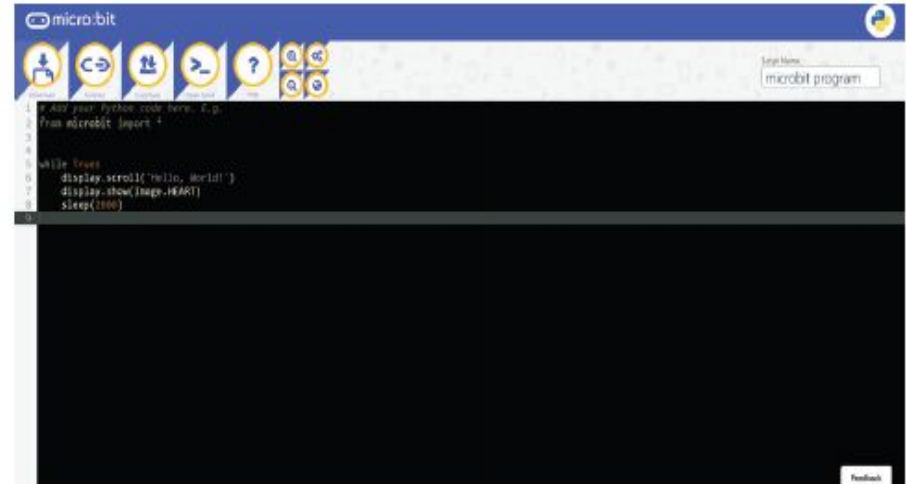 micro:bit
Download
Script Name
microbit program
1 # Add your Python code here. E.g.
2 from microbit import *
3
4
5 while True:
6 display.scroll('Hello, World!')
7 display.show(Image.HEART)
8 sleep(2000)
9
Feedback